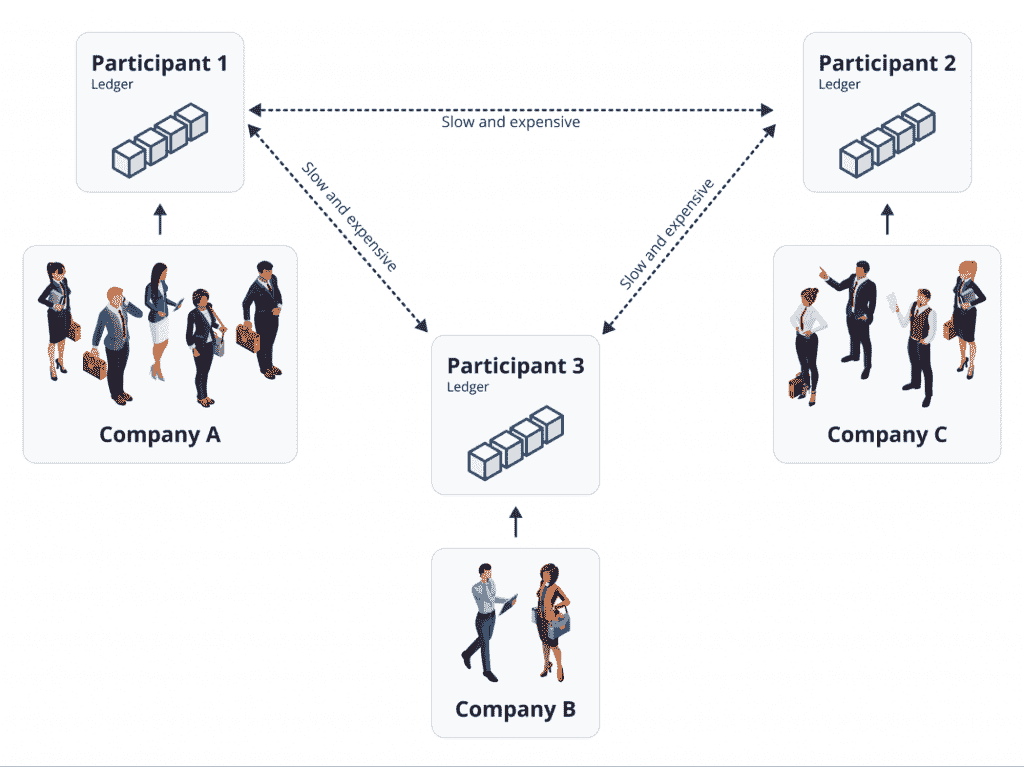 Participant 1
Ledger
Participant 2
Ledger
Slow and expensive
Slow and expensive
Slow and expensive
Participant 3
Ledger
Company A
Company C
Company B